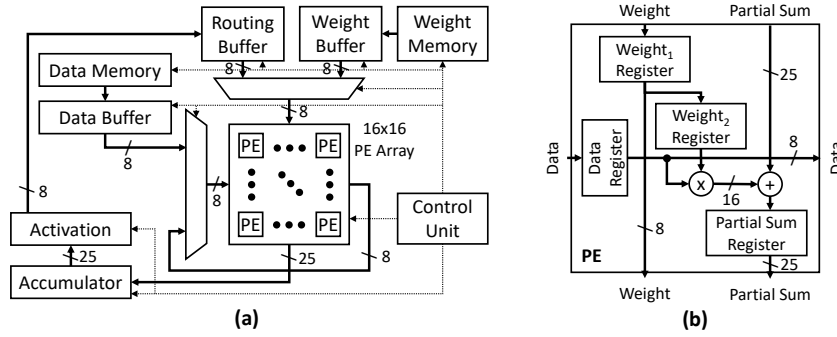 Routing
Buffer
Weight
Buffer
Weight
Memory
Data Memory
Data Buffer
8
8
8
8
8
8
8
16x16
PE Array
PE
PE
PE
PE
Control
Unit
Activation
25
25
Accumulator
(a)
Weight
Partial Sum
Weight1
Register
25
Weight2
Register
Data
Data
Register
8
Data
x
16
+
8
Partial Sum
Register
25
PE
Weight
Partial Sum
(b)